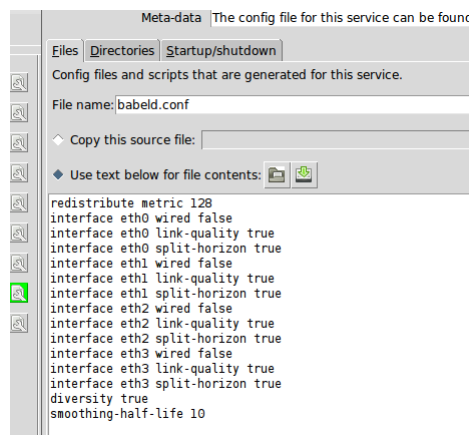 Meta-data The config file for this service can be found
Files Directories Startup/shutdown
Config files and scripts that are generated for this service.
File name: babeld.conf
Copy this source file:
Use text below for file contents:
redistribute metric 128
interface eth0 wired false
interface eth0 link-quality true
interface eth0 split-horizon true
interface eth1 wired false
interface eth1 link-quality true
interface eth1 split-horizon true
interface eth2 wired false
interface eth2 link-quality true
interface eth2 split-horizon true
interface eth3 wired false
interface eth3 link-quality true
interface eth3 split-horizon true
diversity true
smoothing-half-life 10